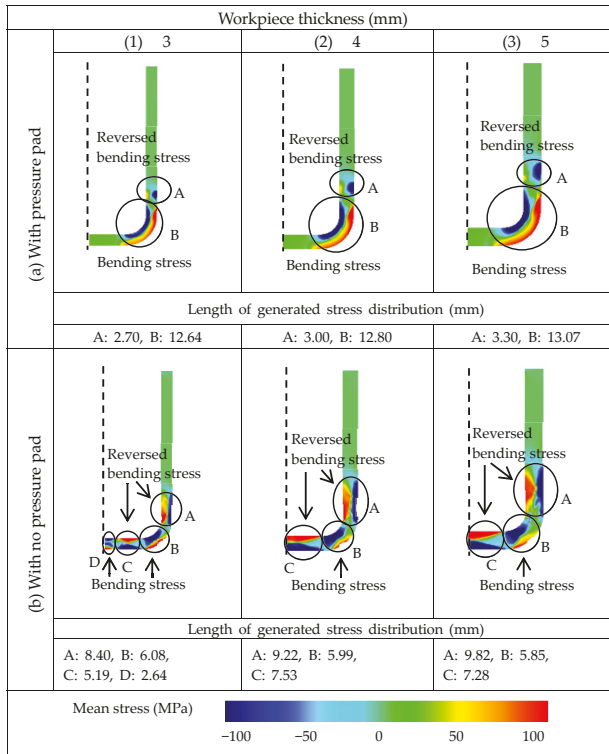 Workpiece thickness (mm)
(1) 3
(2) 4
(3) 5
(a) With pressure pad
Reversed
bending stress
A
B
Bending stress
Reversed
bending stress
A
B
Bending stress
Reversed
bending stress
A
B
Bending stress
Length of generated stress distribution (mm)
A: 2.70, B: 12.64
A: 3.00, B: 12.80
A: 3.30, B: 13.07
(b) With no pressure pad
Reversed
bending stress
A
B
D
C
Bending stress
Reversed
bending stress
A
B
C
Bending stress
Reversed
bending stress
A
B
C
Bending stress
Length of generated stress distribution (mm)
A: 8.40, B: 6.08,
C: 5.19, D: 2.64
A: 9.22, B: 5.99,
C: 7.53
A: 9.82, B: 5.85,
C: 7.28
Mean stress (MPa)
−100 −50 0 50 100